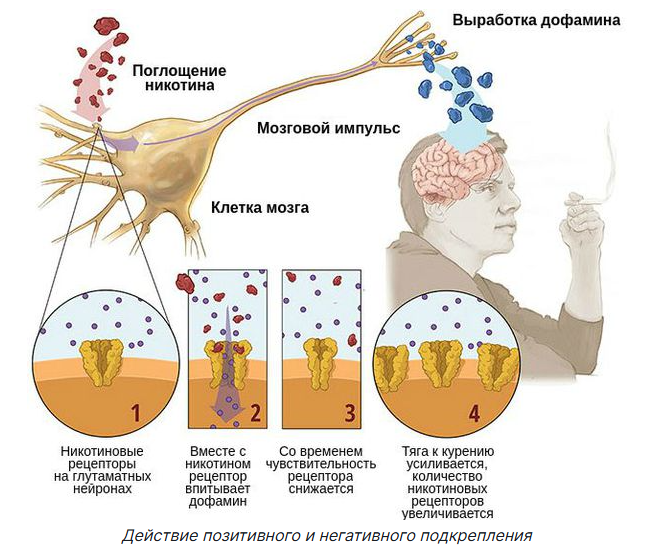 Выработка дофамина
Поглощение
никотина
Мозговой импульс
Клетка мозга
1
2
3
4
Никотиновые
рецепторы
на глутаматных
нейронах
Вместе с
никотином
рецептор
впитывает
дофамин
Со временем
чувствительность
рецептора
снижается
Тяга к курению
усиливается,
количество
никотиновых
рецепторов
увеличивается
Действие позитивного и негативного подкрепления